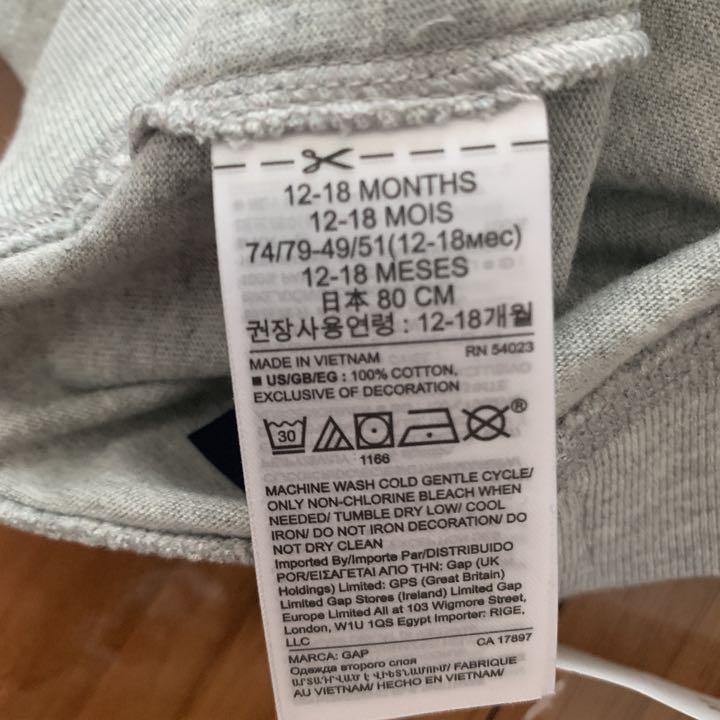 12-18 MONTHS
12-18 MOIS
74/79-49/51(12-18мес)
12-18 MESES
日本 80 CM
권장사용연령 : 12-18개월
MADE IN VIETNAM RN 54023
■ US/GB/EG : 100% COTTON,
EXCLUSIVE OF DECORATION
30 ®
1166
MACHINE WASH COLD GENTLE CYCLE/
ONLY NON-CHLORINE BLEACH WHEN
NEEDED/ TUMBLE DRY LOW/ COOL
IRON/ DO NOT IRON DECORATION/ DO
NOT DRY CLEAN
Imported By/Importe Par/DISTRIBUIDO
POR/ΕΙΣΑΓΕΤΑΙ ΑΠΟ ΤΗΝ: Gap (UK
Holdings) Limited: GPS (Great Britain)
Limited Gap Stores (Ireland) Limited Gap
Europe Limited All at 103 Wigmore Street,
London, W1U 1QS Egypt Importer: RIGE,
LLC
MARCA: GAP CA 17897
Одежда второго слоя
ԱՐՏԱԴՐՎԱԾ Է ՎԻԵՏՆԱՄՈՒՄ/ FABRIQUE
AU VIETNAM/ HECHO EN VIETNAM/